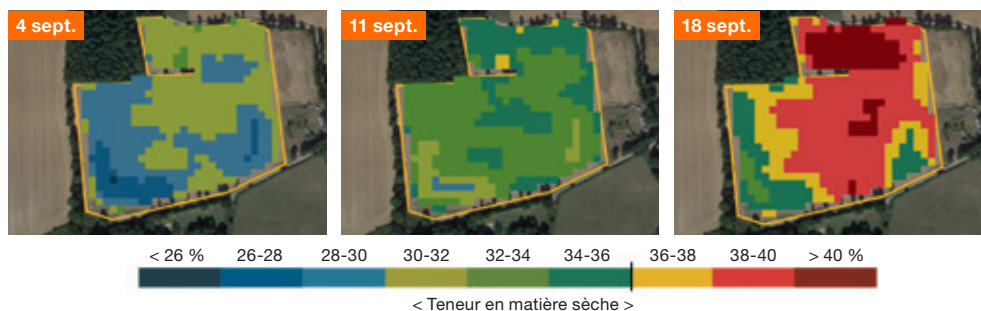 4 sept.
11 sept.
18 sept.
< 26 % 26-28 28-30 30-32 32-34 34-36 36-38 38-40 > 40 %
< Teneur en matière sèche >